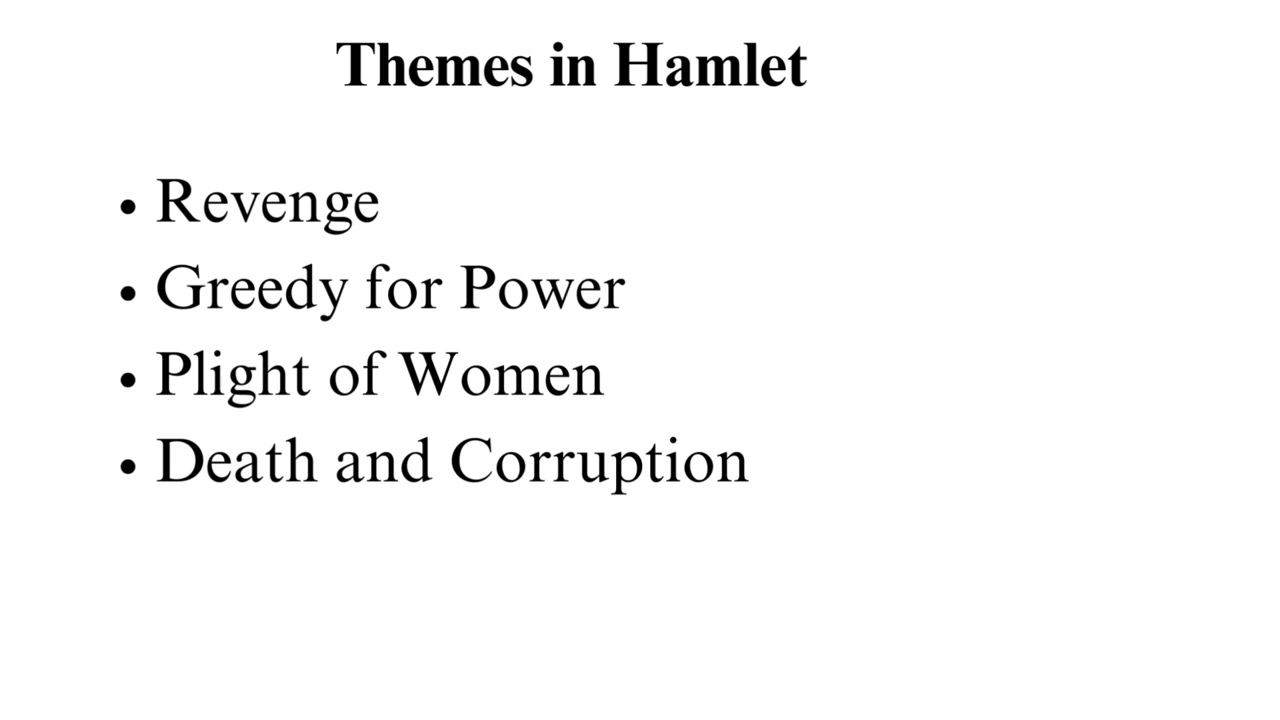 Themes in Hamlet
• Revenge
• Greedy for Power
• Plight of Women
• Death and Corruption